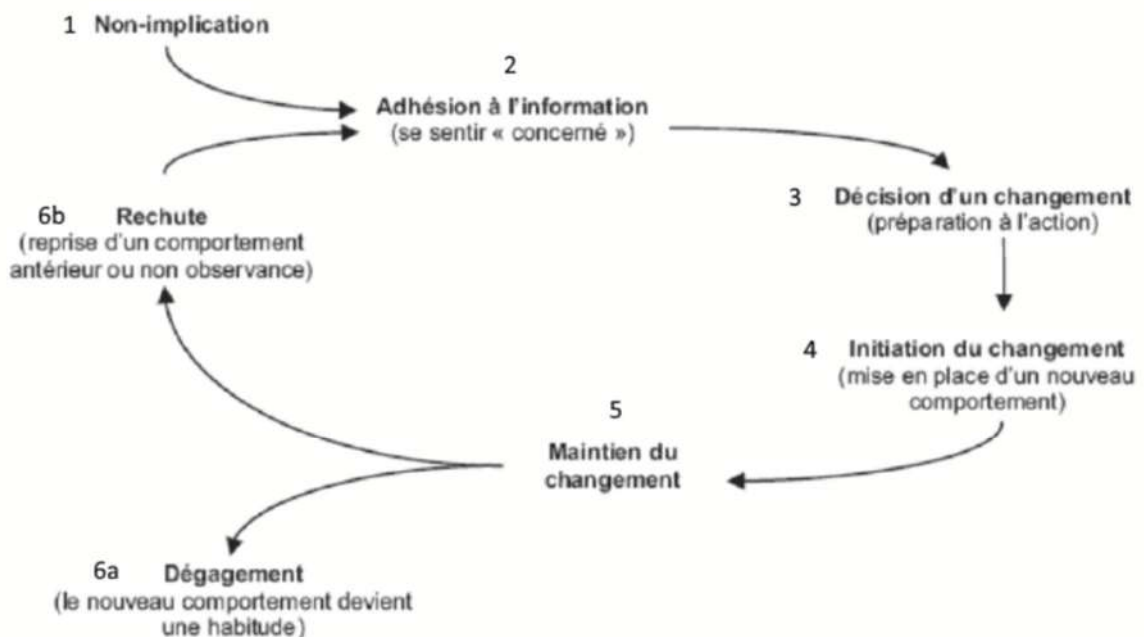 1 Non-implication
2
Adhésion à l'information
(se sentir « concerné »)
3 Décision d'un changement
(préparation à l'action)
4 Initiation du changement
(mise en place d'un nouveau
comportement)
5
Maintien du
changement
6a Dégagement
(le nouveau comportement devient
une habitude)
6b Rechute
(reprise d'un comportement
antérieur ou non observance)